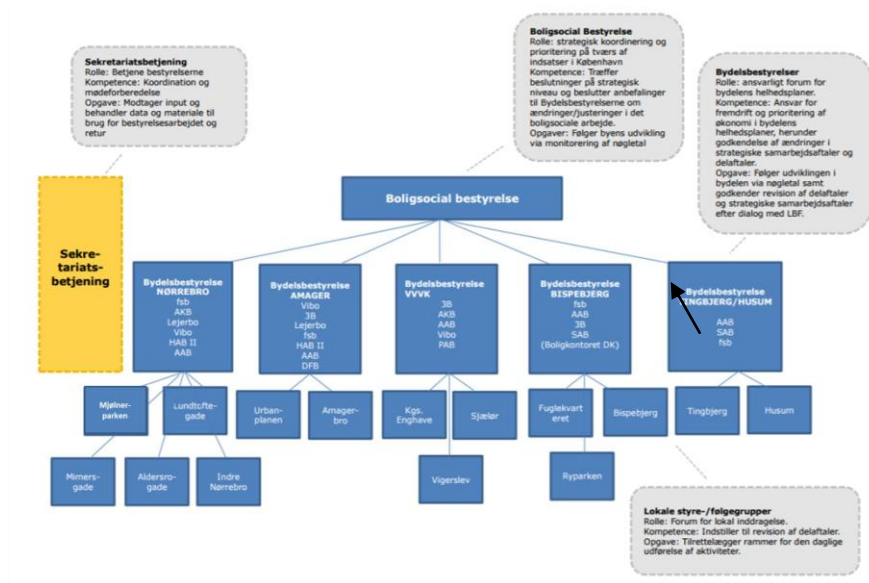 Sekretariatsbetjening
Rolle: Betjene bestyrelserne
Kompetence: Koordination og
mødeforberedelse
Opgave: Modtager input og
behandler data og materiale til
brug for bestyrelsesarbejdet og
retur
Boligsocial Bestyrelse
Rolle: strategisk koordinering og
prioritering på tværs af
indsatser i København
Kompetence: Træffer
beslutninger på strategisk
niveau og beslutter anbefalinger
til Bydelsbestyrelserne om
ændringer/justeringer i det
boligsociale arbejde.
Opgaver: Følger byens udvikling
via monitorering af nøgletal
Bydelsbestyrelser
Rolle: ansvarligt forum for
bydelens helhedsplaner.
Kompetence: Ansvar for
fremdrift og prioritering af
økonomi i bydelens
helhedsplaner, herunder
godkendelse af ændringer i
strategiske samarbejdsaftaler og
delaftaler.
Opgave: Følger udviklingen i
bydelen via nøgletal samt
godkender revision af delaftaler
og strategiske samarbejdsaftaler
efter dialog med LBF.
Boligsocial bestyrelse
Sekre-
tariats-
betjening
Bydelsbestyrelse
NØRREBRO
fsb
AKB
Lejerbo
Vibo
HAB II
AAB
Bydelsbestyrelse
AMAGER
Vibo
3B
Lejerbo
fsb
HAB II
AAB
DFB
Bydelsbestyrelse
VVVK
3B
AKB
AAB
Vibo
PAB
Bydelsbestyrelse
BISPEBJERG
fsb
AAB
3B
SAB
(Boligkontoret DK)
Bydelsbestyrelse
INGBJERG/HUSUM
AAB
SAB
fsb
Mjølner-
parken
Lundtofte-
gade
Urban-
planen
Amager-
bro
Kgs.
Enghave
Sjælør
Fuglekvart
eret
Bispebjerg
Tingbjerg
Husum
Mimers-
gade
Aldersro-
gade
Indre
Nørrebro
Vigerslev
Ryparken
Lokale styre-/følgegrupper
Rolle: Forum for lokal inddragelse.
Kompetence: Indstiller til revision af delaftaler.
Opgave: Tilrettelægger rammer for den daglige
udførelse af aktiviteter.